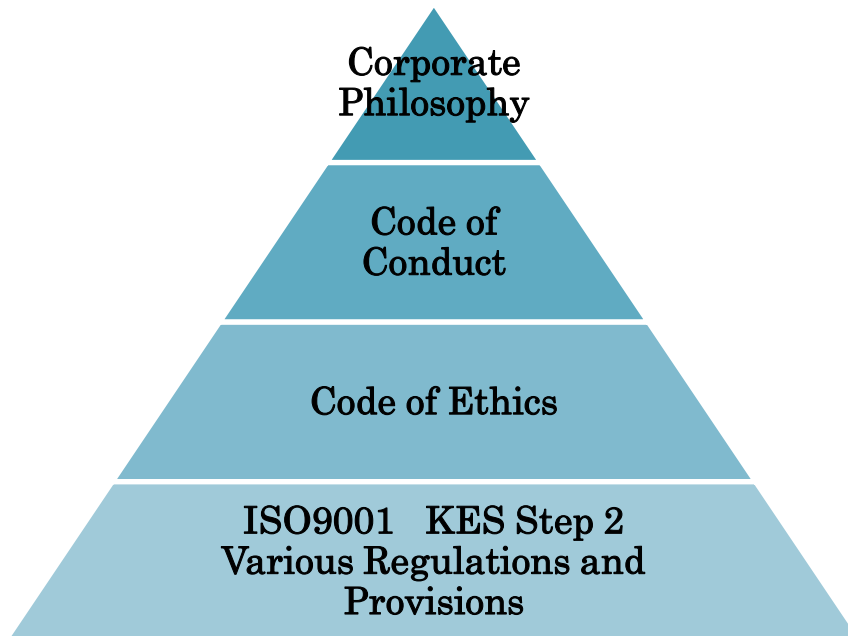 Corporate
Philosophy
Code of
Conduct
Code of Ethics
ISO9001 KES Step 2
Various Regulations and
Provisions